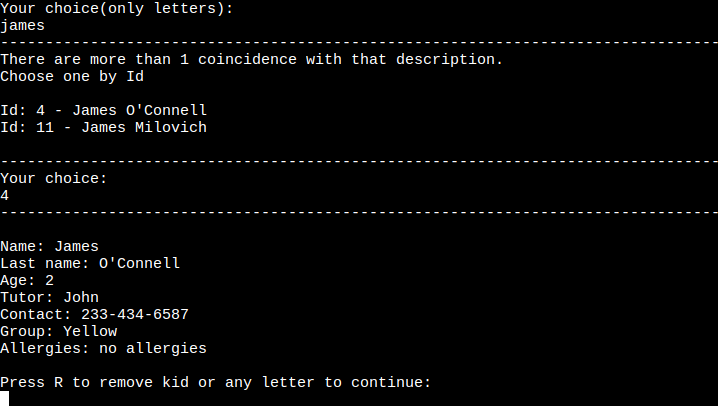 Your choice(only letters):
james
--------------------------------------------------------------------------------
There are more than 1 coincidence with that description.
Choose one by Id
Id: 4 - James O'Connell
Id: 11 - James Milovich
--------------------------------------------------------------------------------
Your choice:
4
--------------------------------------------------------------------------------
Name: James
Last name: O'Connell
Age: 2
Tutor: John
Contact: 233-434-6587
Group: Yellow
Allergies: no allergies
Press R to remove kid or any letter to continue: